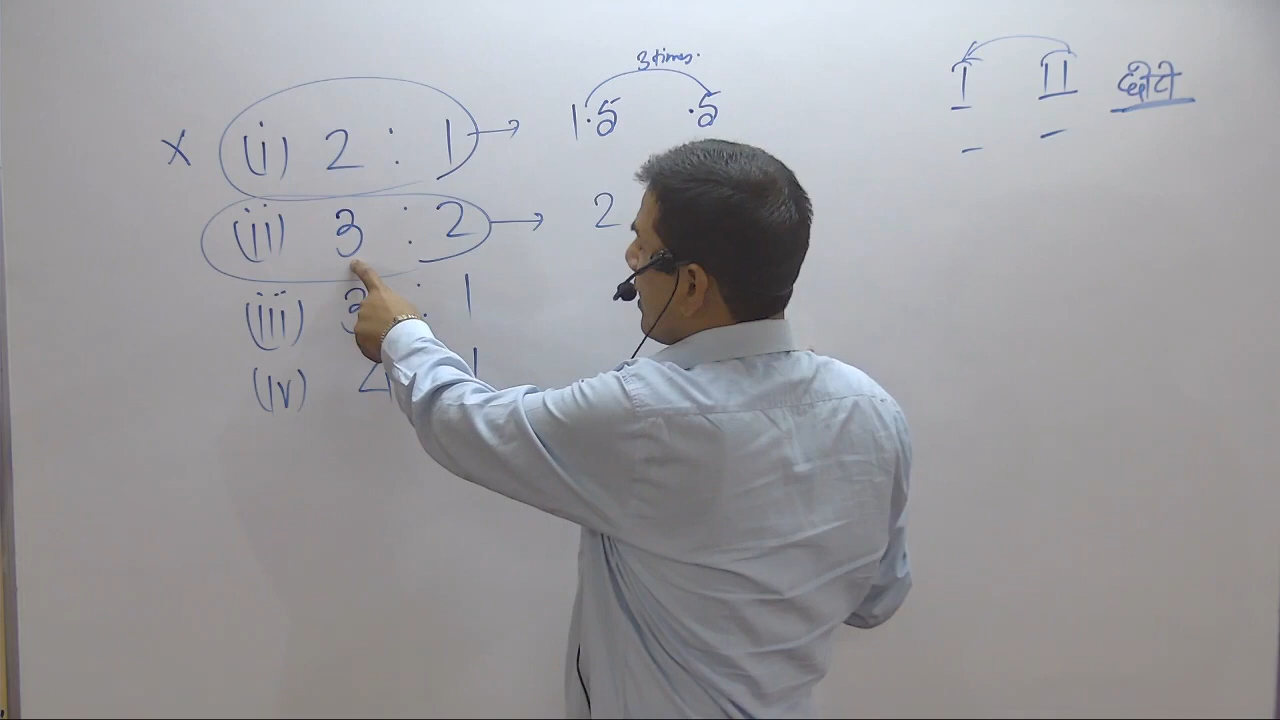 3 times.
X (i) 2 : 1 → 1.5 .5
(ii) 3 : 2 → 2
(iii) 3 : 1
(iv) 4 1
I II